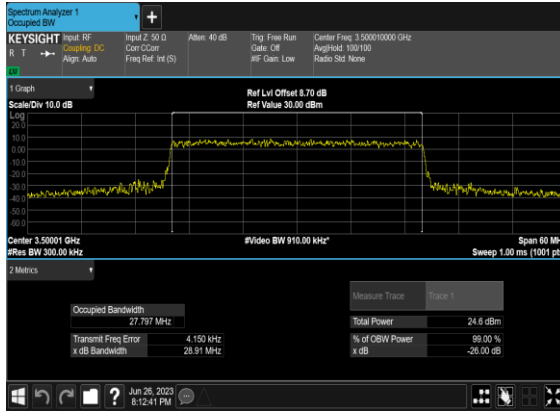 Spectrum Analyzer 1
Occupied BW
KEYSIGHT
R T
LV
Input: RF
Coupling: DC
Align: Auto
Input Z: 50 Ω
Corr CCorr
Freq Ref: Int (S)
Atten: 40 dB
Trig: Free Run
Gate: Off
#IF Gain: Low
Center Freq: 3.500010000 GHz
Avg|Hold: 100/100
Radio Std: None
1 Graph
Scale/Div 10.0 dB
Ref Lvl Offset 8.70 dB
Ref Value 30.00 dBm
Log
20.0
10.0
0.00
-10.0
-20.0
-30.0
-40.0
-50.0
-60.0
Center 3.50001 GHz
#Res BW 300.00 kHz
#Video BW 910.00 kHz*
Span 60 MH
Sweep 1.00 ms (1001 pt
2 Metrics
Measure Trace Trace 1
Occupied Bandwidth
27.797 MHz
Total Power 24.6 dBm
Transmit Freq Error 4.150 kHz
% of OBW Power 99.00 %
x dB Bandwidth 28.91 MHz
x dB -26.00 dB
?
Jun 26, 2023
8:12:41 PM